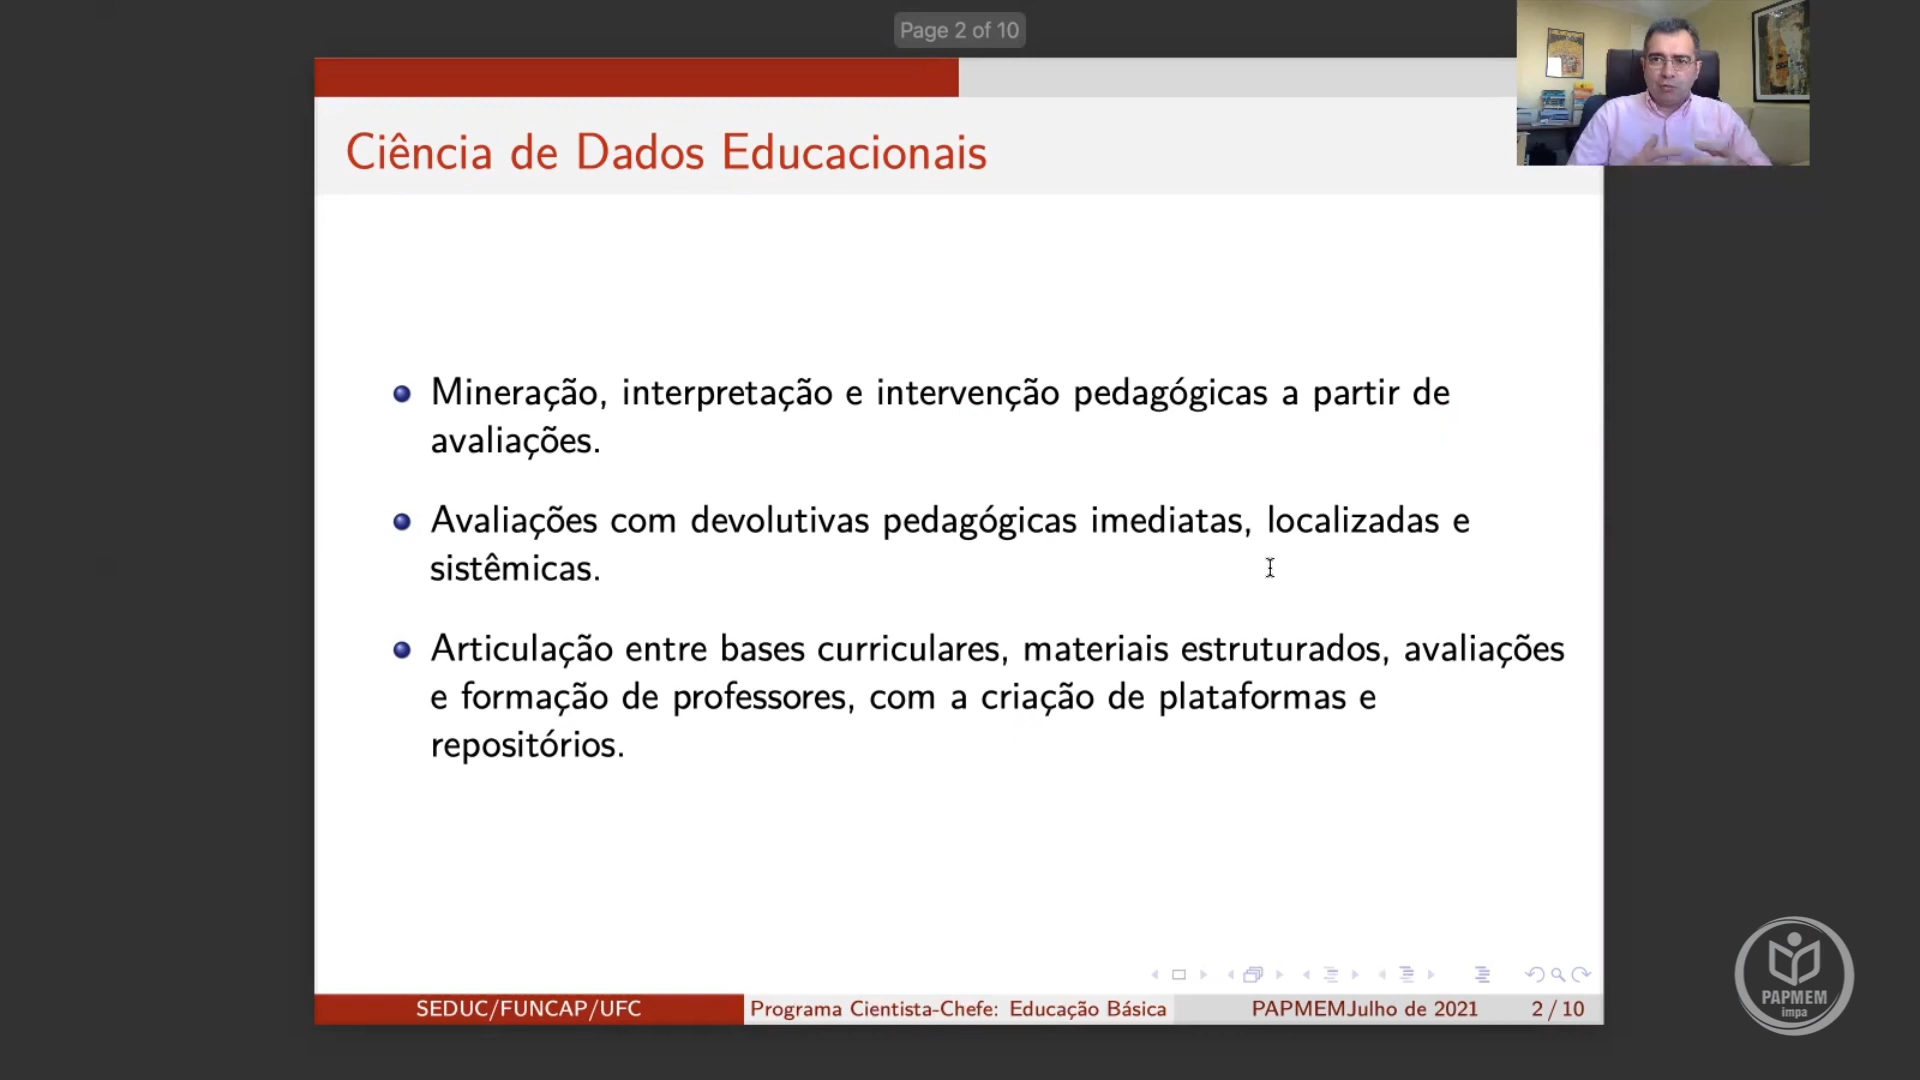 Page 2 of 10
Ciência de Dados Educacionais
Mineração, interpretação e intervenção pedagógicas a partir de
avaliações.
Avaliações com devolutivas pedagógicas imediatas, localizadas e
sistêmicas.
Articulação entre bases curriculares, materiais estruturados, avaliações
e formação de professores, com a criação de plataformas e
repositórios.
SEDUC/FUNCAP/UFC
Programa Cientista-Chefe: Educação Básica
PAPMEMJulho de 2021
2 / 10
PAPMEM
impa